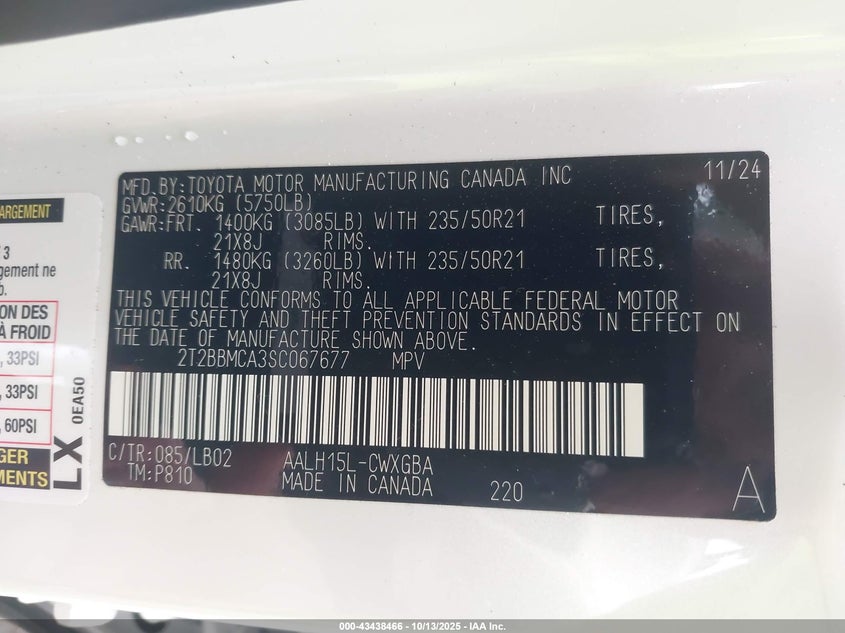 MFD.BY:TOYOTA MOTOR MANUFACTURING CANADA INC 11/24
GVWR:2610KG (5750LB)
GAWR:FRT. 1400KG (3085LB) WITH 235/50R21 TIRES,
21X8J RIMS.
RR. 1480KG (3260LB) WITH 235/50R21 TIRES,
21X8J RIMS.
THIS VEHICLE CONFORMS TO ALL APPLICABLE FEDERAL MOTOR
VEHICLE SAFETY AND THEFT PREVENTION STANDARDS IN EFFECT ON
THE DATE OF MANUFACTURE SHOWN ABOVE.
2T2BBMCA3SC067677 MPV
C/TR:085/LB02 AALH15L-CWXGBA
TM:P810 MADE IN CANADA 220 A
ARGEMENT
3
gement ne
b.
ON DES
À FROID
, 33PSI
, 33PSI
, 60PSI
GER
MENTS
LX 0EA50
000-43438466 - 10/13/2025 - IAA Inc.